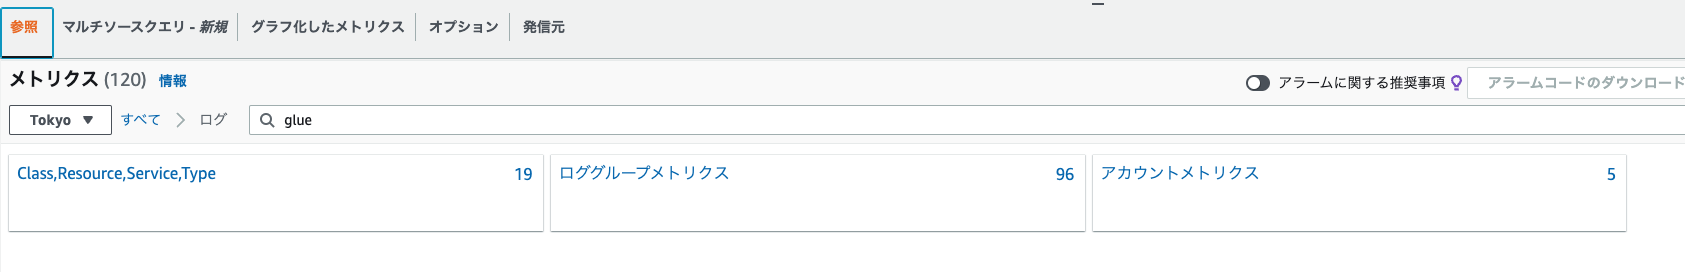 参照 マルチソースクエリ - 新規 グラフ化したメトリクス オプション 発信元
メトリクス (120) 情報
アラームに関する推奨事項 アラームコードのダウンロード
Tokyo ▼ すべて > ログ glue
Class,Resource,Service,Type 19 ロググループメトリクス 96 アカウントメトリクス 5